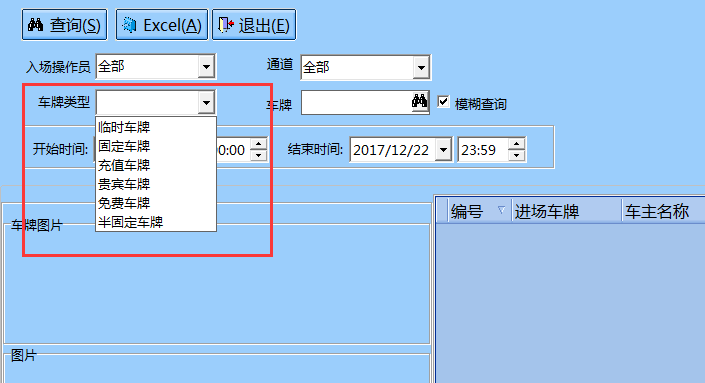 查询(S) Excel(A) 退出(E)
入场操作员 全部 通道 全部
车牌类型 车牌 模糊查询
临时车牌
固定车牌
充值车牌
贵宾车牌
免费车牌
半固定车牌
开始时间: :00 结束时间: 2017/12/22 23:59
编号 进场车牌 车主名称
车牌图片
图片